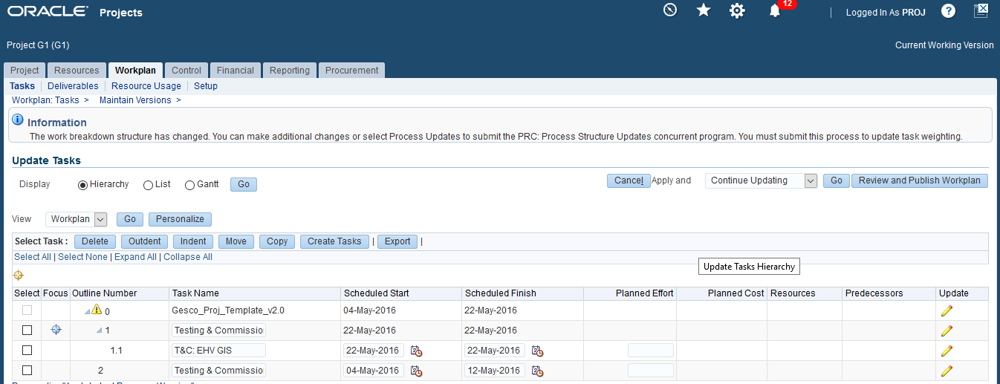 ORACLE Projects 12 Logged In As PROJ ?
Project G1 (G1) Current Working Version
Project Resources Workplan Control Financial Reporting Procurement
Tasks Deliverables Resource Usage Setup
Workplan: Tasks > Maintain Versions >
Information
The work breakdown structure has changed. You can make additional changes or select Process Updates to submit the PRC: Process Structure Updates concurrent program. You must submit this process to update task weighting.
Update Tasks
Display Hierarchy List Gantt Go Cancel Apply and Continue Updating Go Review and Publish Workplan
View Workplan Go Personalize
Select Task : Delete Outdent Indent Move Copy Create Tasks | Export |
Select All | Select None | Expand All | Collapse All
Update Tasks Hierarchy
Select Focus Outline Number Task Name Scheduled Start Scheduled Finish Planned Effort Planned Cost Resources Predecessors Update
0 Gesco_Proj_Template_v2.0 04-May-2016 22-May-2016
1 Testing & Commission 22-May-2016 22-May-2016
1.1 T&C: EHV GIS 22-May-2016 22-May-2016
2 Testing & Commission 04-May-2016 12-May-2016